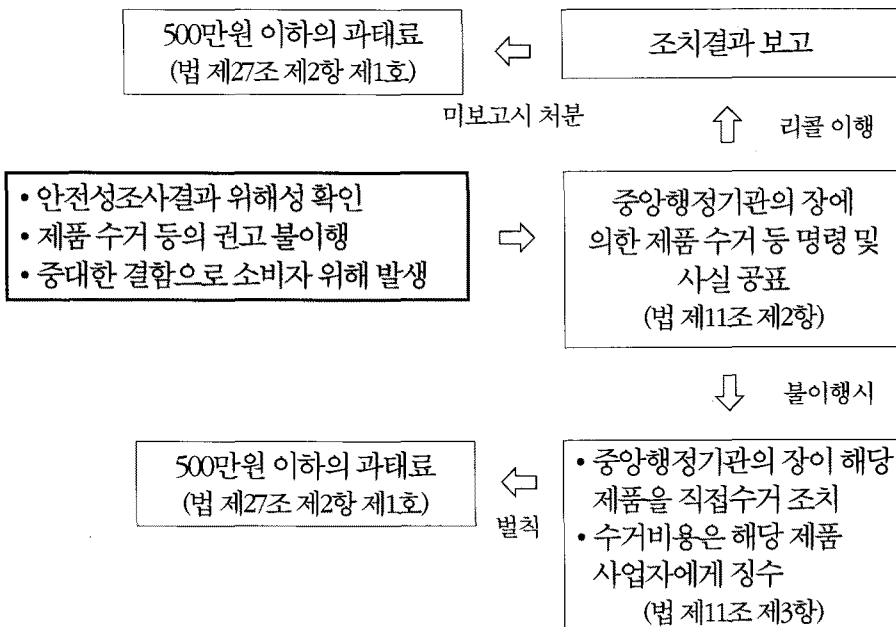 500만원 이하의 과태료
(법 제27조 제2항 제1호)
조치결과 보고
미보고시 처분
리콜 이행
• 안전성조사결과 위해성 확인
• 제품 수거 등의 권고 불이행
• 중대한 결함으로 소비자 위해 발생
중앙행정기관의 장에
의한 제품 수거 등 명령 및
사실 공표
(법 제11조 제2항)
불이행시
500만원 이하의 과태료
(법 제27조 제2항 제1호)
벌칙
• 중앙행정기관의 장이 해당
제품을 직접수거 조치
• 수거비용은 해당 제품
사업자에게 징수
(법 제11조 제3항)